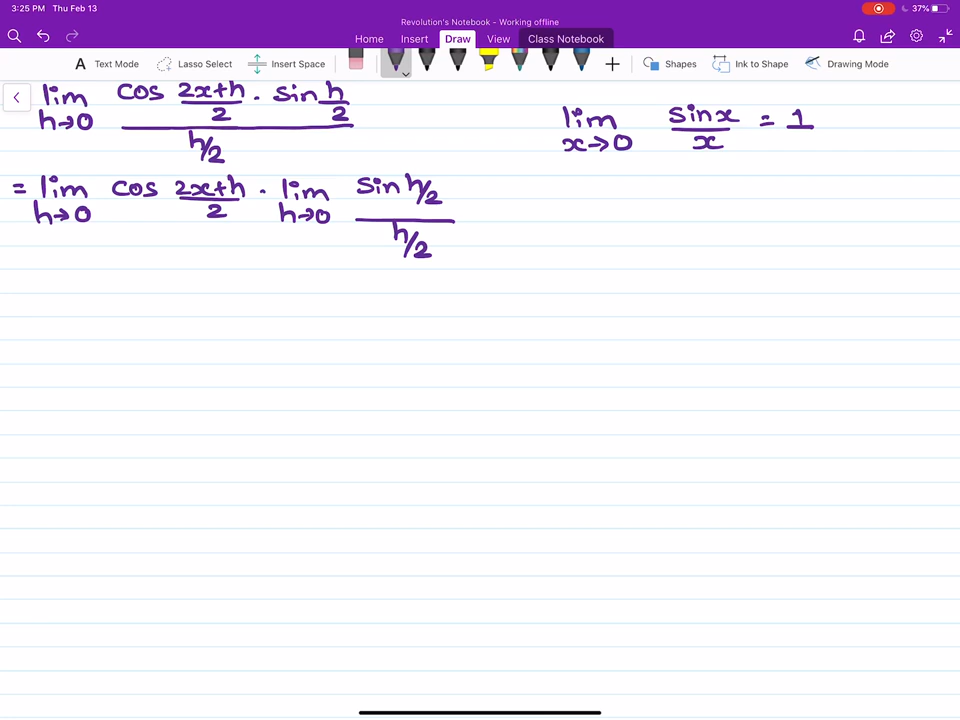 3:25 PM Thu Feb 13 37%
Revolution's Notebook - Working offline
Home Insert Draw View Class Notebook
A Text Mode Lasso Select Insert Space Shapes Ink to Shape Drawing Mode
lim h→0 (cos (2x+h)/2 . sin h/2) / (h/2)
lim x→0 sinx/x = 1
= lim h→0 cos (2x+h)/2 . lim h→0 (sin h/2) / (h/2)